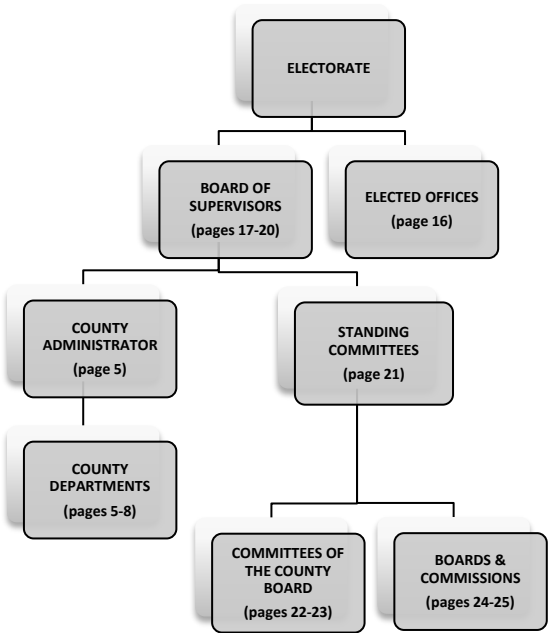 ELECTORATE
BOARD OF
SUPERVISORS
(pages 17-20)
ELECTED OFFICES
(page 16)
COUNTY
ADMINISTRATOR
(page 5)
STANDING
COMMITTEES
(page 21)
COUNTY
DEPARTMENTS
(pages 5-8)
COMMITTEES OF
THE COUNTY
BOARD
(pages 22-23)
BOARDS &
COMMISSIONS
(pages 24-25)